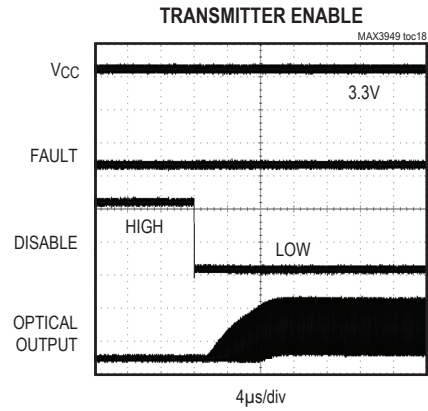 TRANSMITTER ENABLE
MAX3949 toc18
VCC
3.3V
FAULT
HIGH
DISABLE
LOW
OPTICAL
OUTPUT
4µs/div